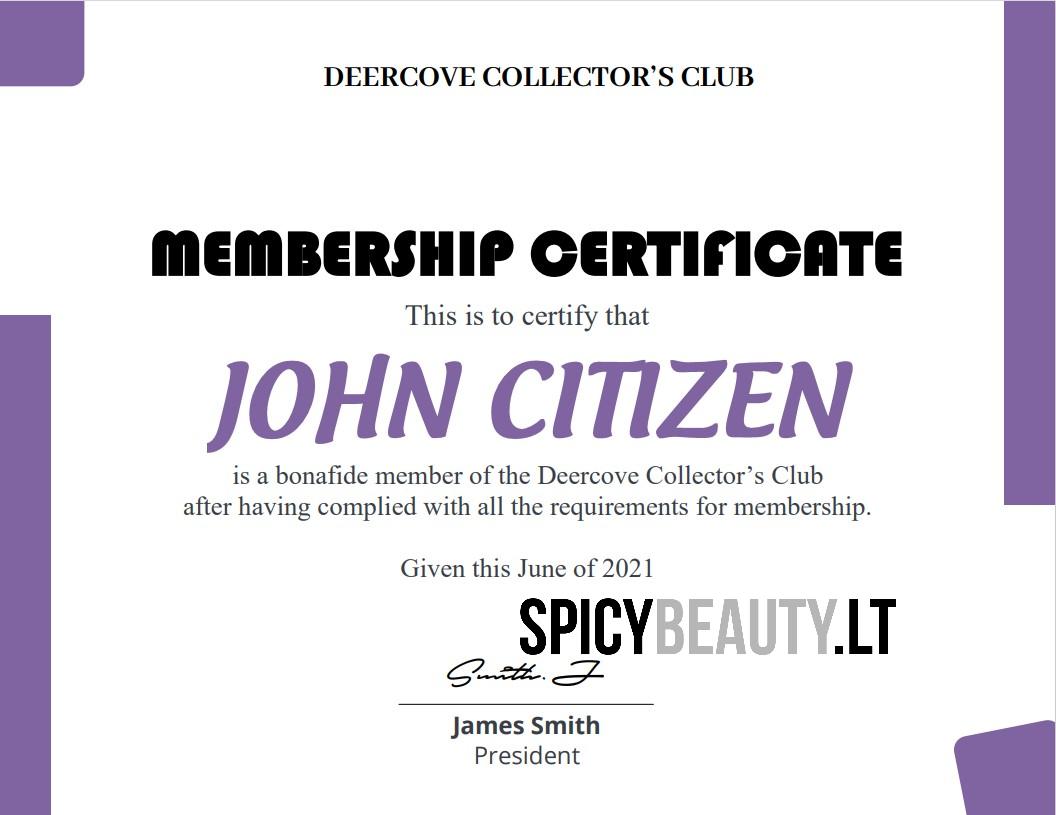 DEERCOVE COLLECTOR’S CLUB
MEMBERSHIP CERTIFICATE
This is to certify that
JOHN CITIZEN
is a bonafide member of the Deercove Collector’s Club
after having complied with all the requirements for membership.
Given this June of 2021
SPICYBEAUTY.LT
Smith. J
James Smith
President